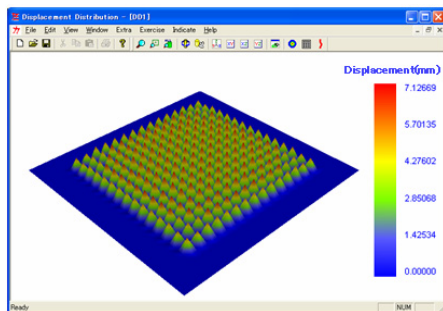 Displacement Distribution - [DD1]
File Edit View Window Extra Exercise Indicate Help
Displacement(mm)
7.12669
5.70135
4.27602
2.85068
1.42534
0.00000
Ready
NUM